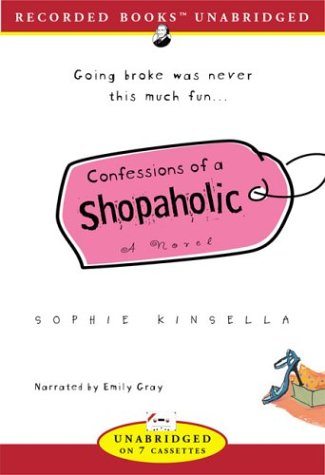 RECORDED BOOKS™ UNABRIDGED
Going broke was never
this much fun...
Confessions of a
Shopaholic
A Novel
SOPHIE KINSELLA
Narrated by Emily Gray
UNABRIDGED
ON 7 CASSETTES